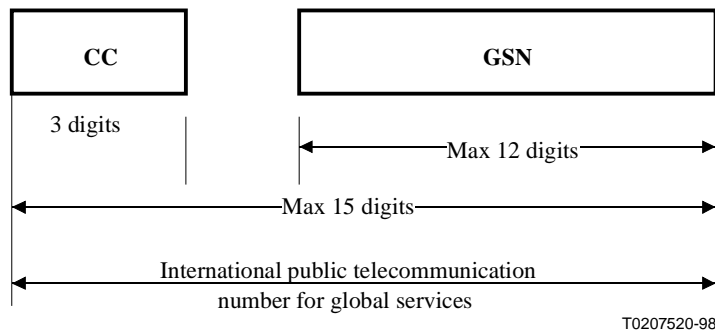 CC
GSN
3 digits
Max 12 digits
Max 15 digits
International public telecommunication
number for global services
T0207520-98